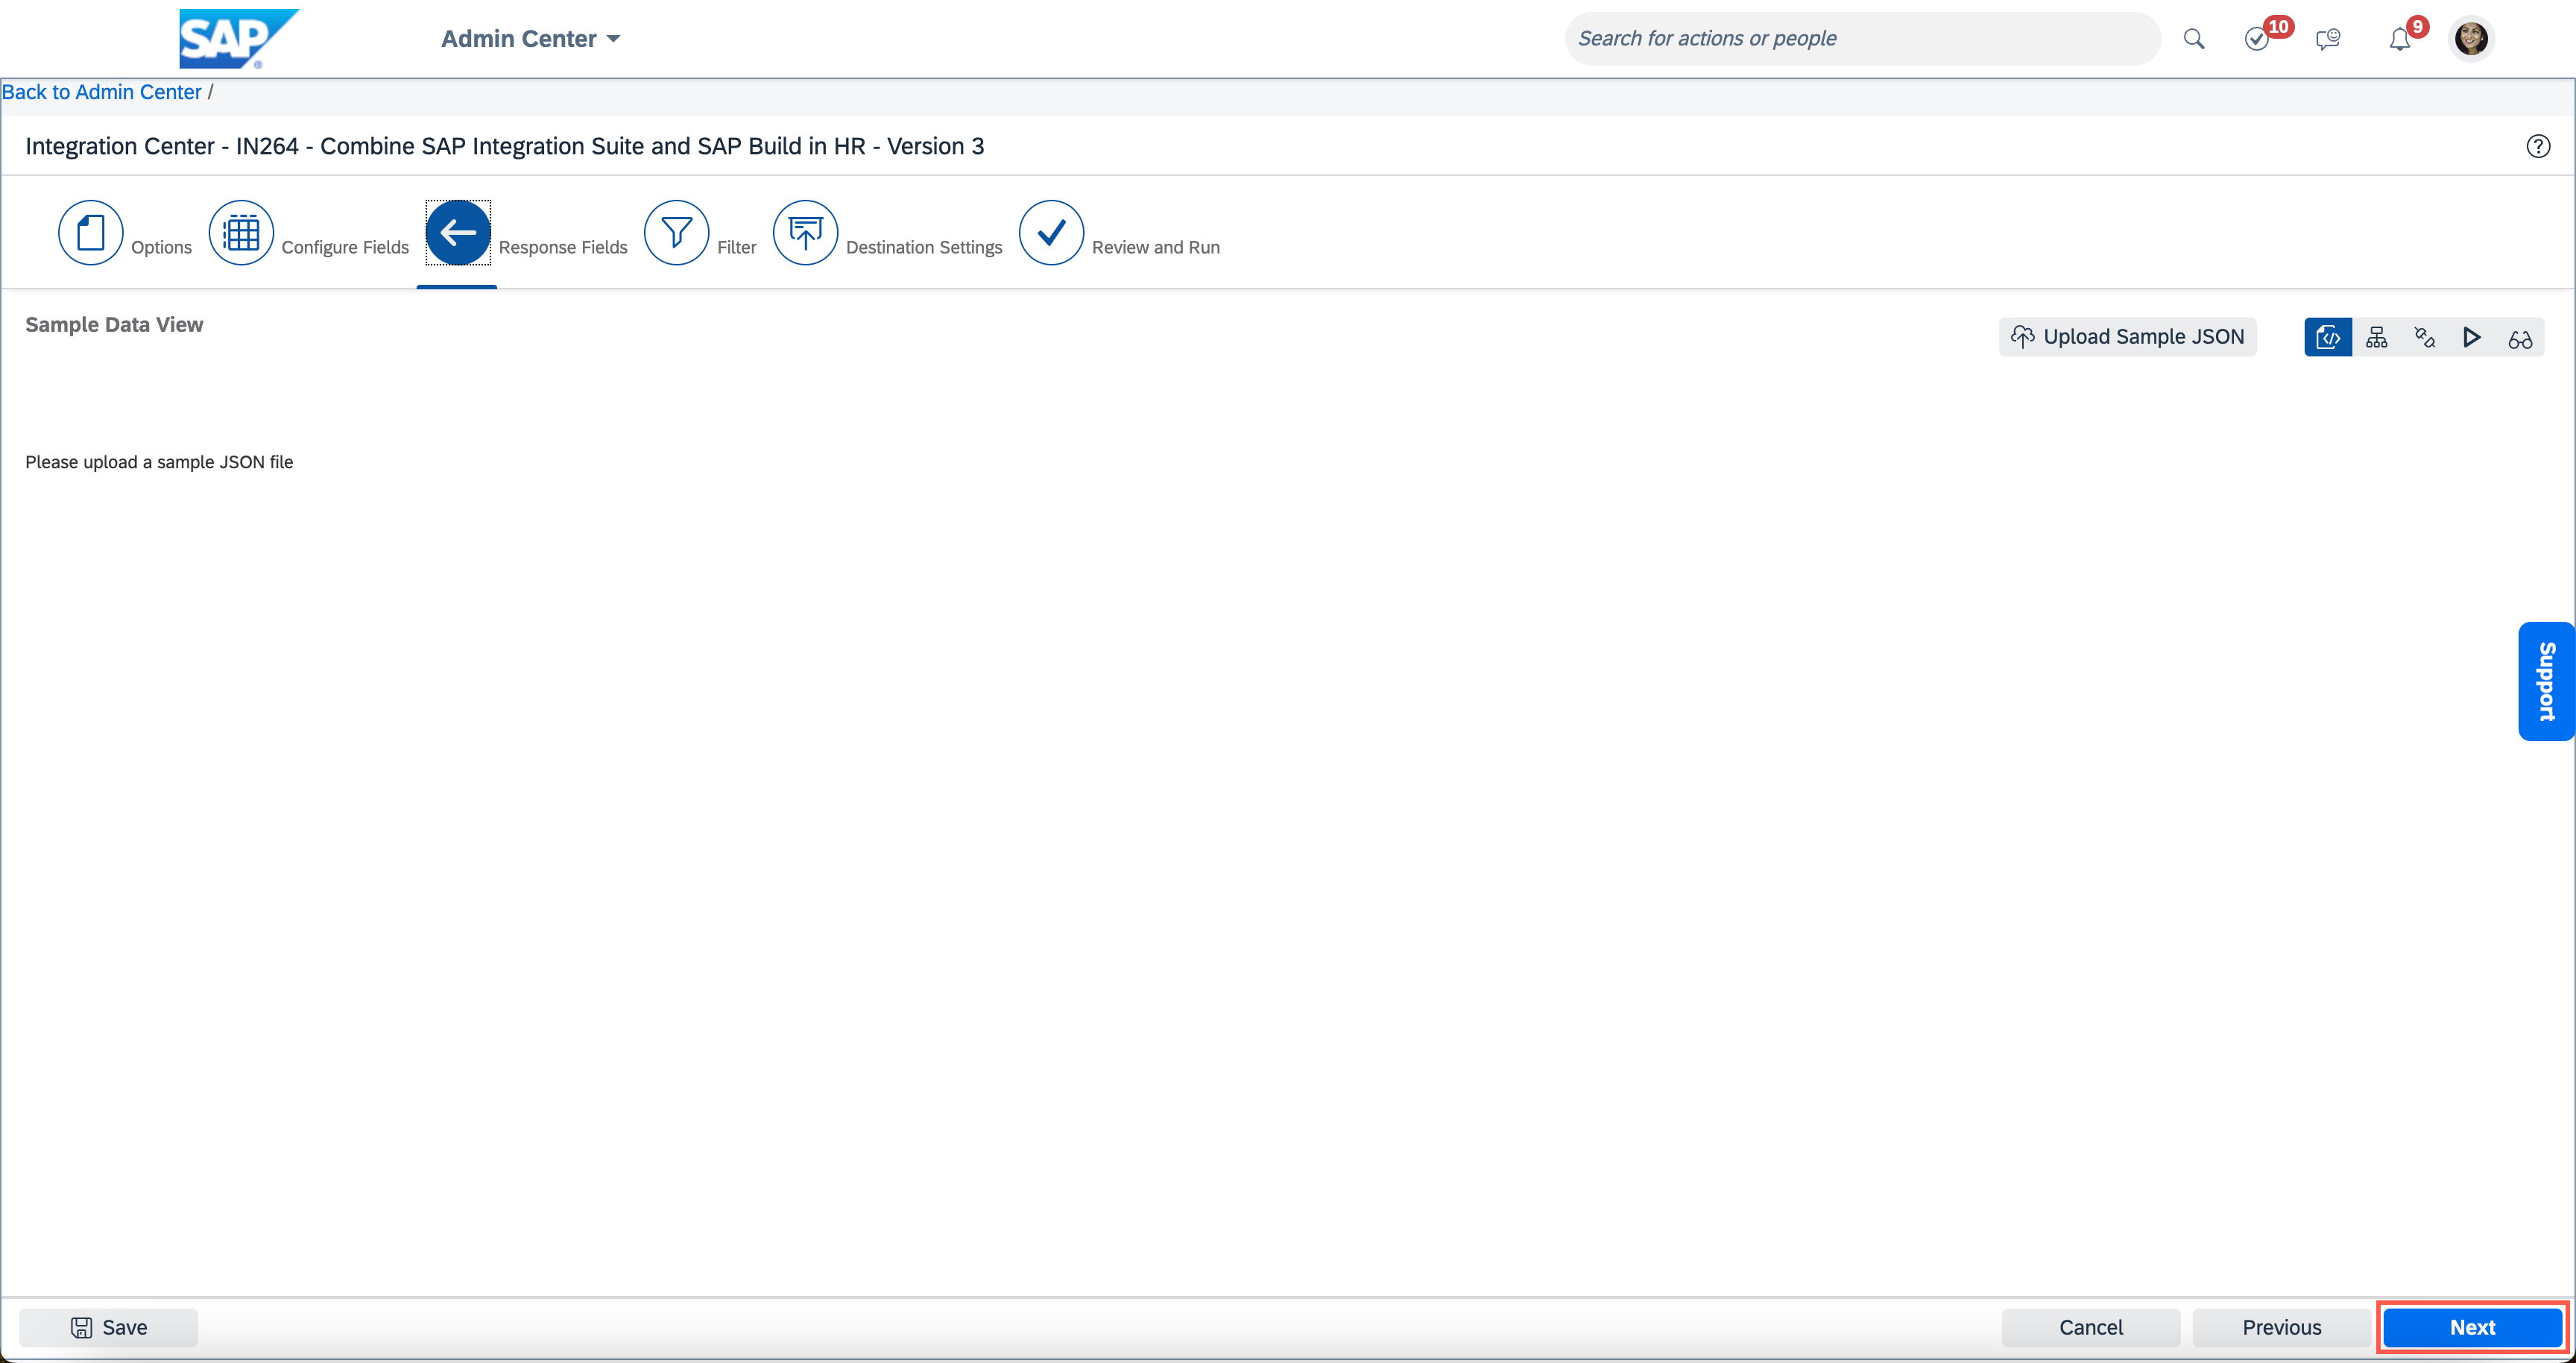 SAP ®
Admin Center
Search for actions or people
10
9
Back to Admin Center /
Integration Center - IN264 - Combine SAP Integration Suite and SAP Build in HR - Version 3
?
Options
Configure Fields
Response Fields
Filter
Destination Settings
Review and Run
Sample Data View
Upload Sample JSON
Please upload a sample JSON file
Support
Save
Cancel
Previous
Next